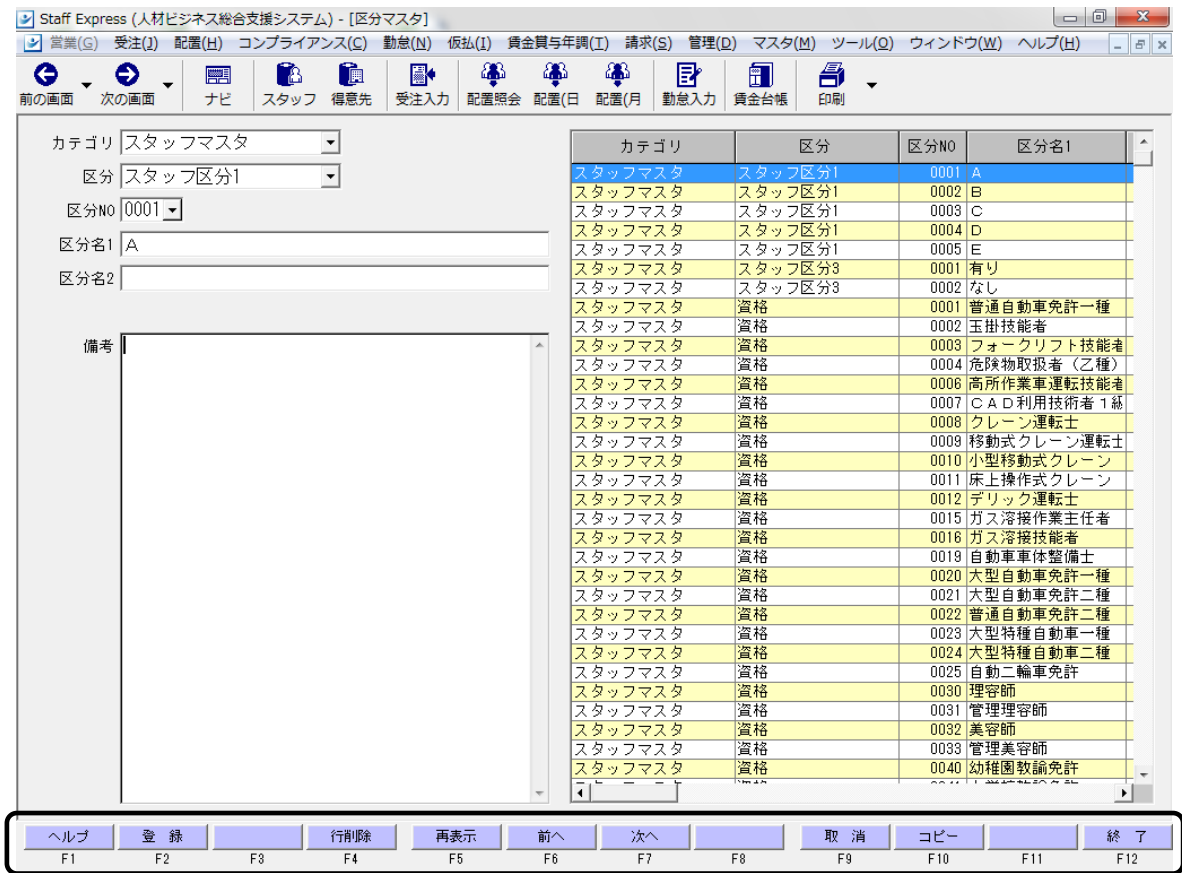 Staff Express (人材ビジネス総合支援システム) - [区分マスタ]
営業(G) 受注(J) 配置(H) コンプライアンス(C) 勤怠(N) 仮払(I) 賃金賞与年調(T) 請求(S) 管理(D) マスタ(M) ツール(O) ウィンドウ(W) ヘルプ(H)
前の画面 次の画面 ナビ スタッフ 得意先 受注入力 配置照会 配置(日 配置(月 勤怠入力 賃金台帳 印刷
カテゴリ スタッフマスタ
区分 スタッフ区分1
区分NO 0001
区分名1 A
区分名2
備考
カテゴリ 区分 区分NO 区分名1
スタッフマスタ スタッフ区分1 0001 A
スタッフマスタ スタッフ区分1 0002 B
スタッフマスタ スタッフ区分1 0003 C
スタッフマスタ スタッフ区分1 0004 D
スタッフマスタ スタッフ区分1 0005 E
スタッフマスタ スタッフ区分3 0001 有り
スタッフマスタ スタッフ区分3 0002 なし
スタッフマスタ 資格 0001 普通自動車免許一種
スタッフマスタ 資格 0002 玉掛技能者
スタッフマスタ 資格 0003 フォークリフト技能者
スタッフマスタ 資格 0004 危険物取扱者（乙種）
スタッフマスタ 資格 0006 高所作業車運転技能者
スタッフマスタ 資格 0007 ＣＡＤ利用技術者１級
スタッフマスタ 資格 0008 クレーン運転士
スタッフマスタ 資格 0009 移動式クレーン運転士
スタッフマスタ 資格 0010 小型移動式クレーン
スタッフマスタ 資格 0011 床上操作式クレーン
スタッフマスタ 資格 0012 デリック運転士
スタッフマスタ 資格 0015 ガス溶接作業主任者
スタッフマスタ 資格 0016 ガス溶接技能者
スタッフマスタ 資格 0019 自動車車体整備士
スタッフマスタ 資格 0020 大型自動車免許一種
スタッフマスタ 資格 0021 大型自動車免許二種
スタッフマスタ 資格 0022 普通自動車免許二種
スタッフマスタ 資格 0023 大型特種自動車一種
スタッフマスタ 資格 0024 大型特種自動車二種
スタッフマスタ 資格 0025 自動二輪車免許
スタッフマスタ 資格 0030 理容師
スタッフマスタ 資格 0031 管理理容師
スタッフマスタ 資格 0032 美容師
スタッフマスタ 資格 0033 管理美容師
スタッフマスタ 資格 0040 幼稚園教諭免許
ヘルプ 登 録 行削除 再表示 前へ 次へ 取 消 コピー 終 了
F1 F2 F3 F4 F5 F6 F7 F8 F9 F10 F11 F12